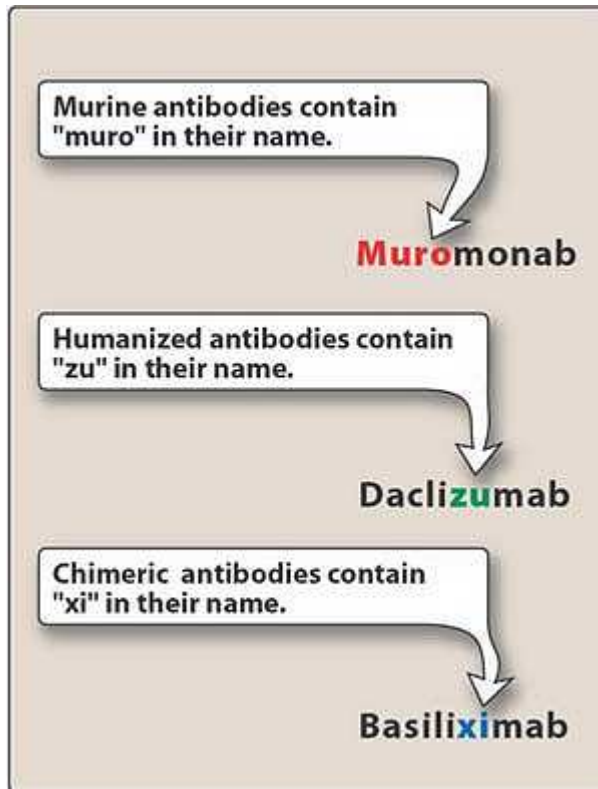 Murine antibodies contain
"muro" in their name.
Muromonab
Humanized antibodies contain
"zu" in their name.
Daclizumab
Chimeric antibodies contain
"xi" in their name.
Basiliximab